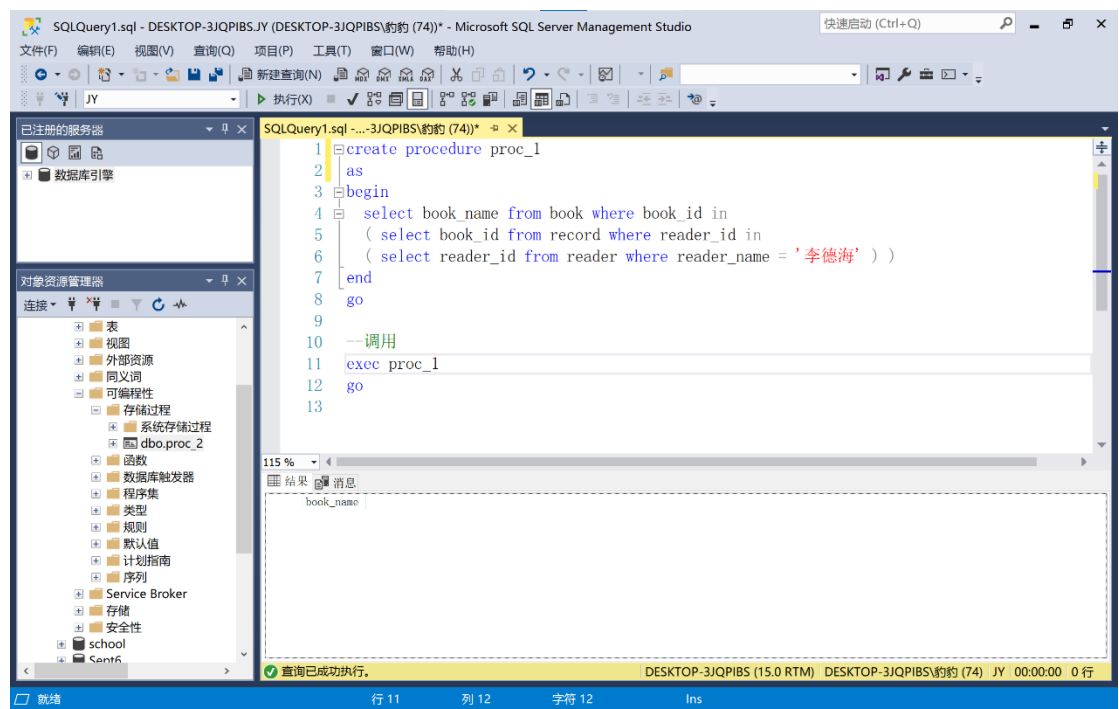 SQLQuery1.sql - DESKTOP-3JQPIBS.JY (DESKTOP-3JQPIBS\豹豹 (74))* - Microsoft SQL Server Management Studio
快速启动 (Ctrl+Q)
文件(F) 编辑(E) 视图(V) 查询(Q) 项目(P) 工具(T) 窗口(W) 帮助(H)
新建查询(N)
JY
执行(X)
已注册的服务器
数据库引擎
对象资源管理器
连接
表
视图
外部资源
同义词
可编程性
存储过程
系统存储过程
dbo.proc_2
函数
数据库触发器
程序集
类型
规则
默认值
计划指南
序列
Service Broker
存储
安全性
school
Sept6
SQLQuery1.sql -...-3JQPIBS\豹豹 (74))*
1 create procedure proc_1
2 as
3 begin
4 select book_name from book where book_id in
5 ( select book_id from record where reader_id in
6 ( select reader_id from reader where reader_name = '李德海' ) )
7 end
8 go
9
10 --调用
11 exec proc_1
12 go
13
115 %
结果 消息
book_name
查询已成功执行。 DESKTOP-3JQPIBS (15.0 RTM) DESKTOP-3JQPIBS\豹豹 (74) JY 00:00:00 0 行
就绪 行 11 列 12 字符 12 Ins